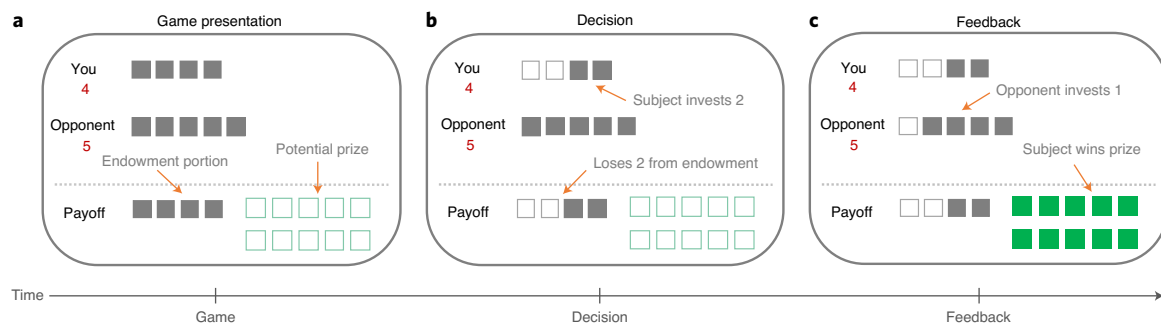 a
Game presentation
You
4
Opponent
5
Endowment portion
Potential prize
Payoff
b
Decision
You
4
Subject invests 2
Opponent
5
Loses 2 from endowment
Payoff
c
Feedback
You
4
Opponent invests 1
Opponent
5
Subject wins prize
Payoff
Time
Game
Decision
Feedback